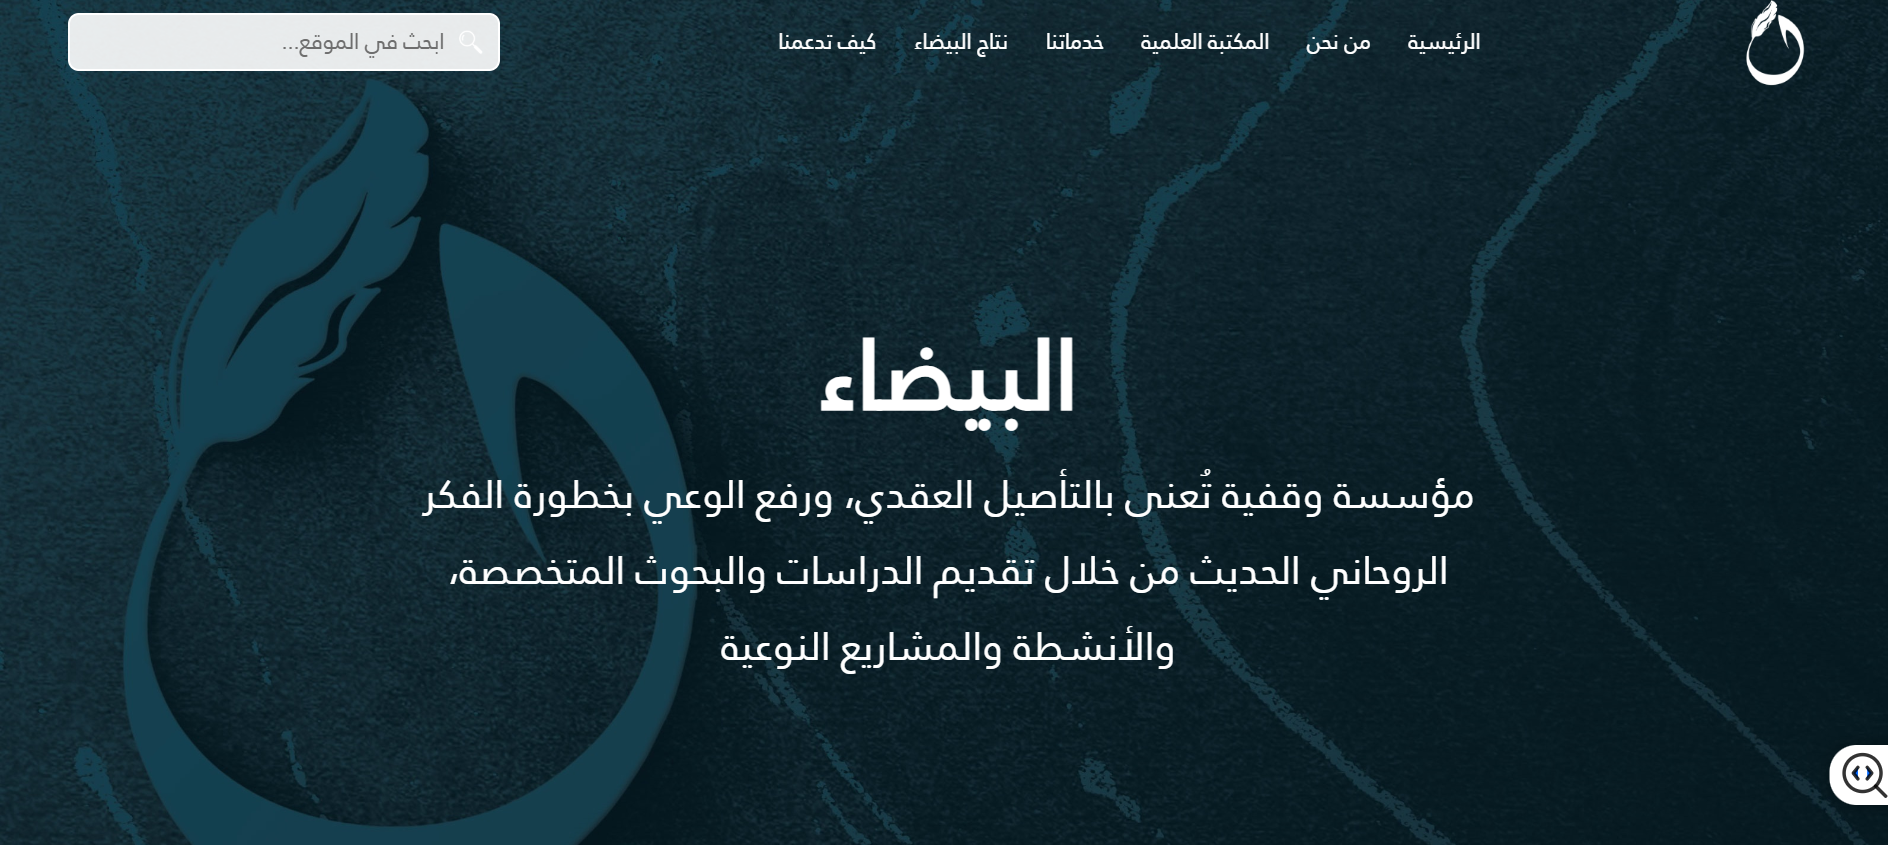 الرئيسية
من نحن
المكتبة العلمية
خدماتنا
نتاج البيضاء
كيف تدعمنا
ابحث في الموقع...
البيضاء
مؤسسة وقفية تُعنى بالتأصيل العقدي، ورفع الوعي بخطورة الفكر
الروحاني الحديث من خلال تقديم الدراسات والبحوث المتخصصة،
والأنشطة والمشاريع النوعية